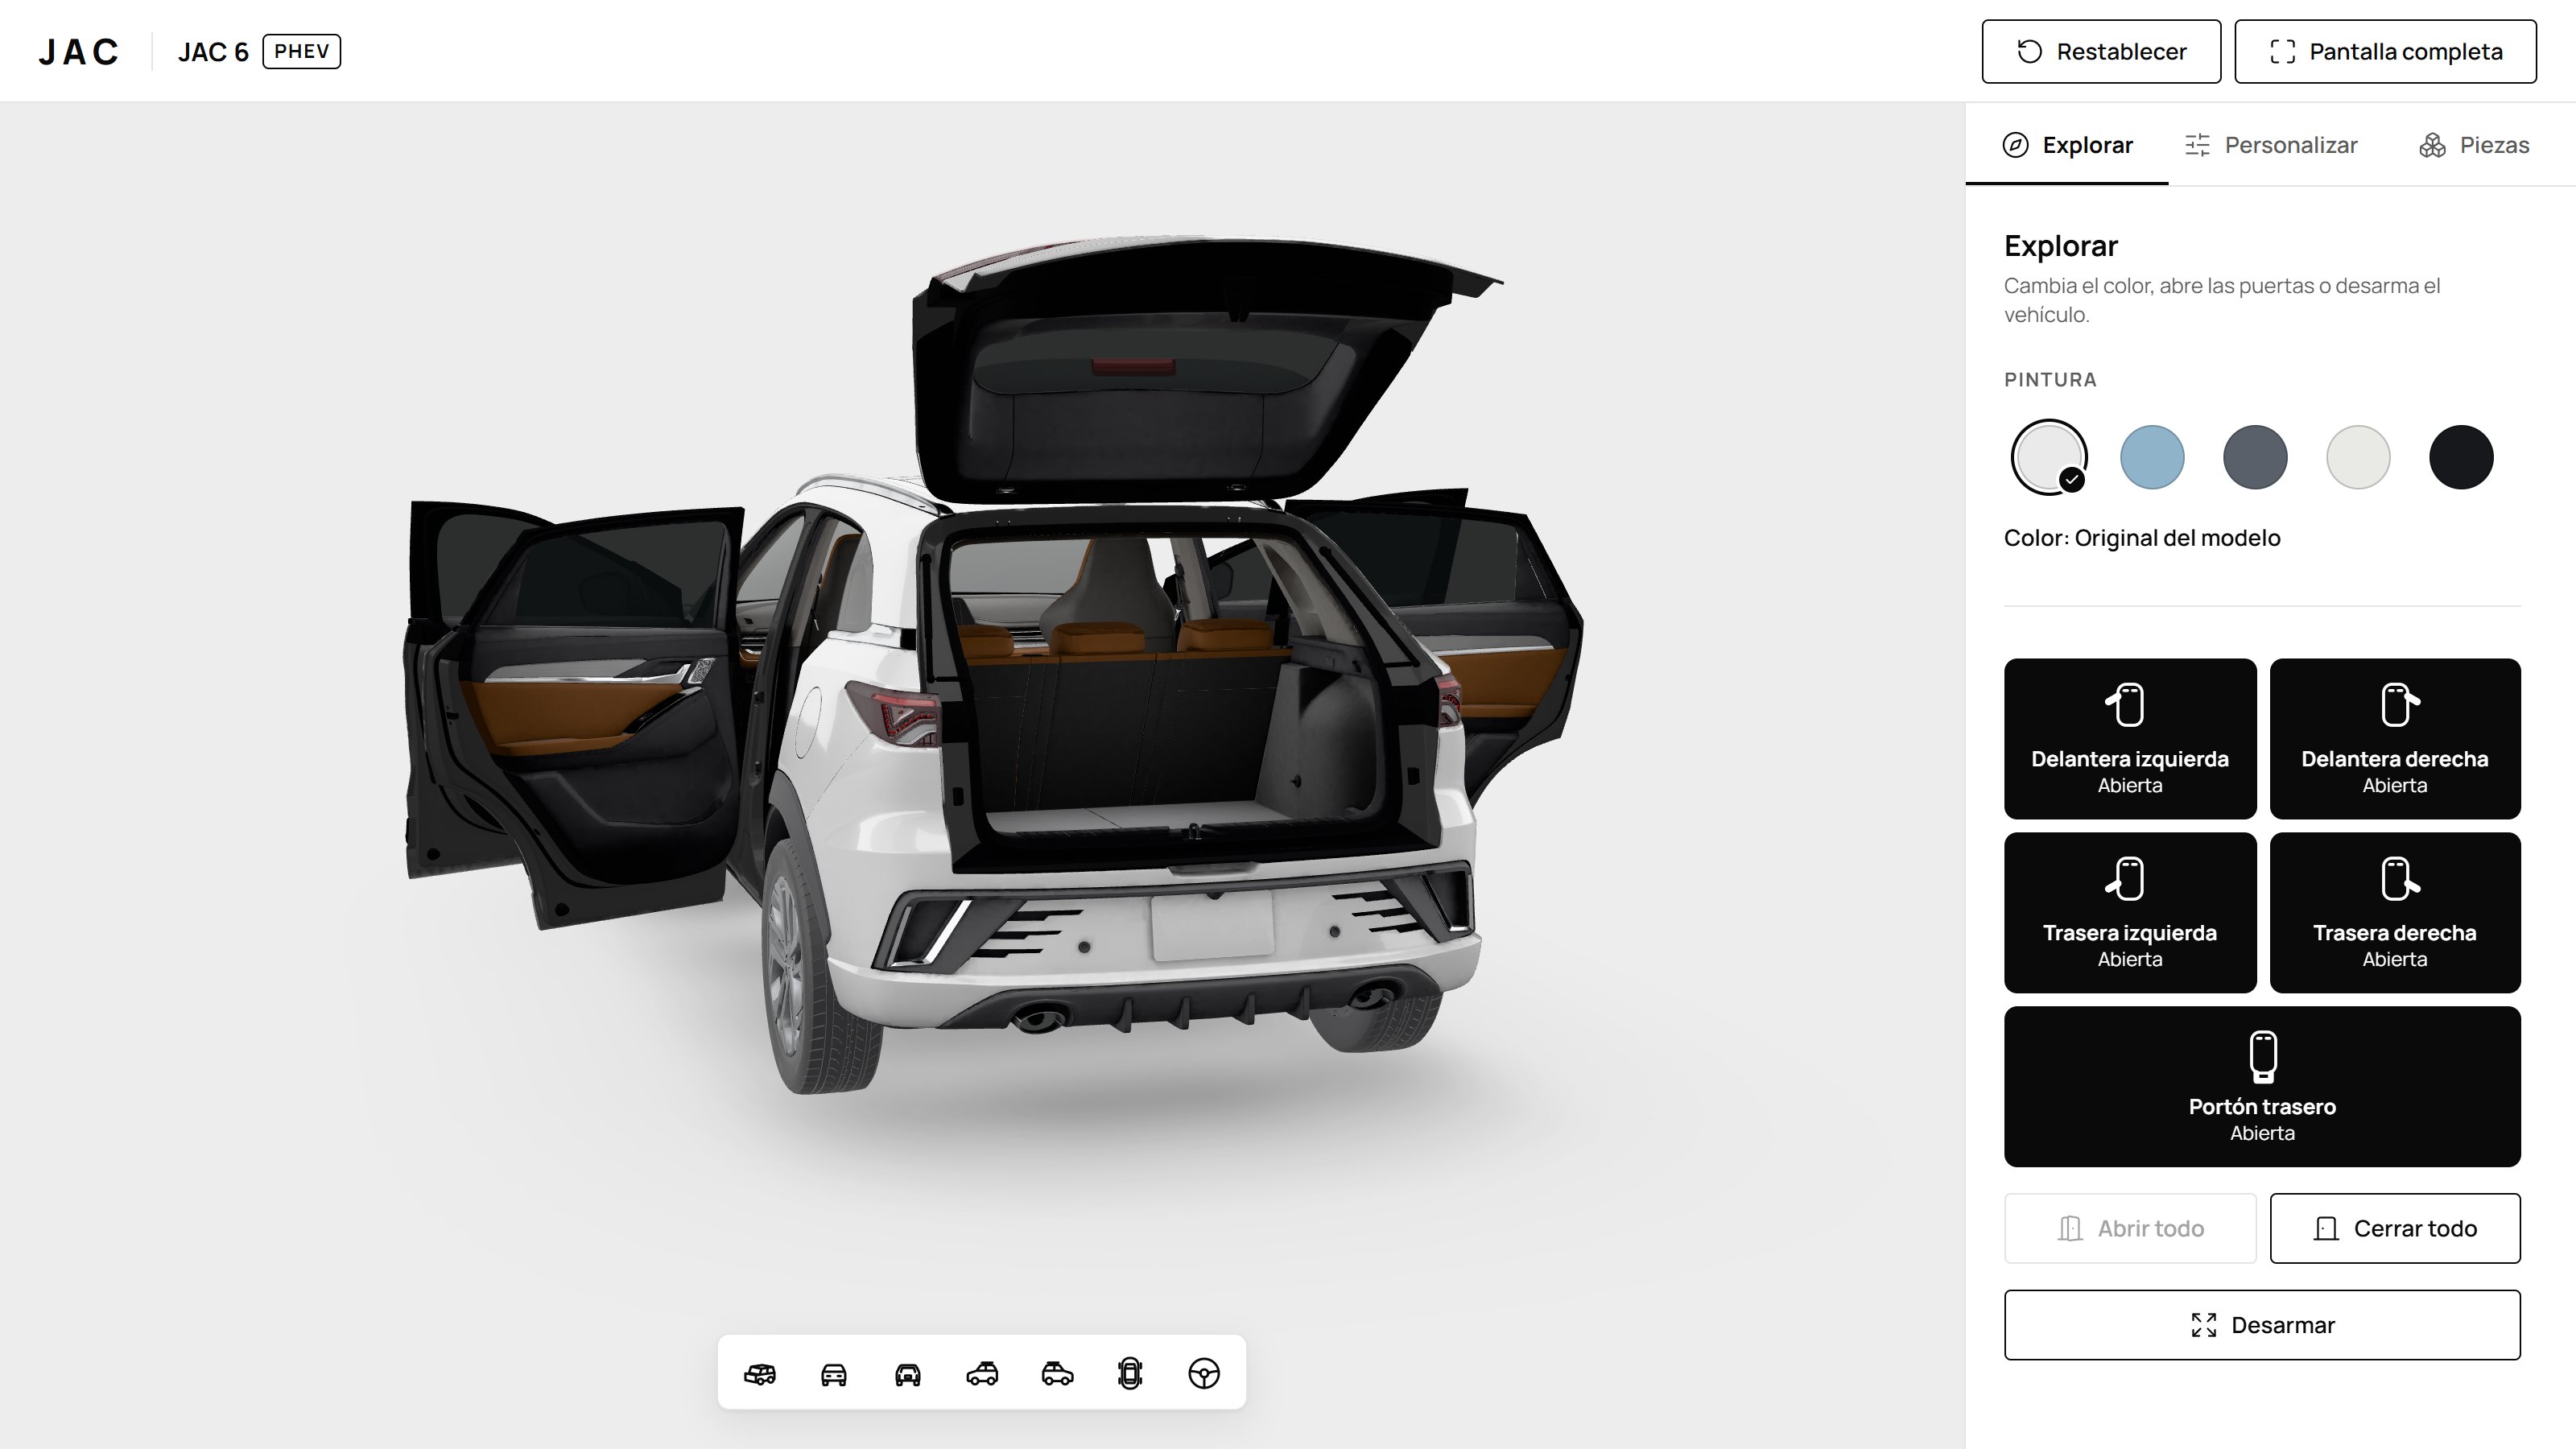 JAC
JAC 6 PHEV
Restablecer
Pantalla completa
Explorar
Personalizar
Piezas
Explorar
Cambia el color, abre las puertas o desarma el
vehículo.
PINTURA
Color: Original del modelo
Delantera izquierda
Abierta
Delantera derecha
Abierta
Trasera izquierda
Abierta
Trasera derecha
Abierta
Portón trasero
Abierta
Abrir todo
Cerrar todo
Desarmar